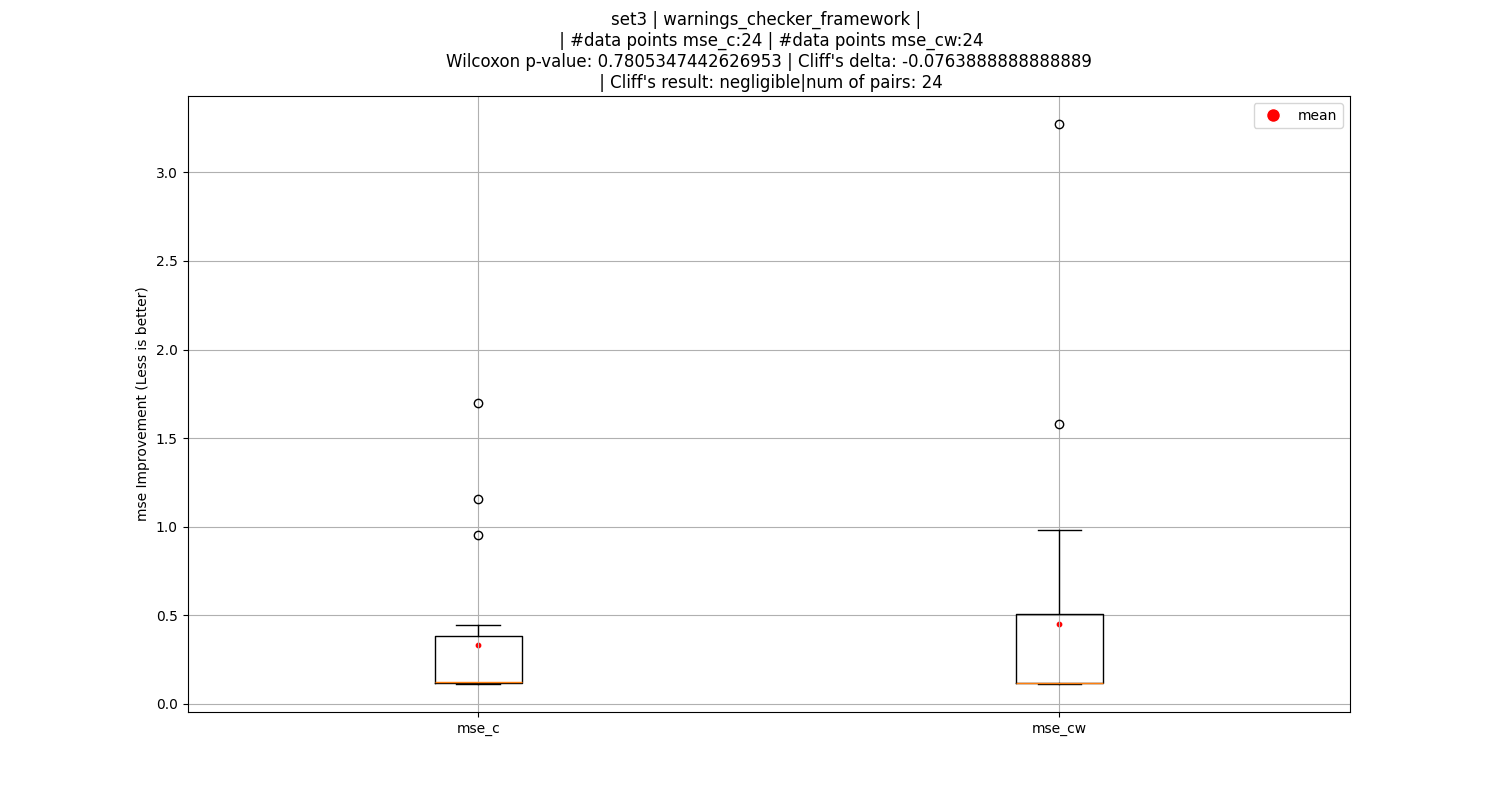 set3 | warnings_checker_framework |
| #data points mse_c:24 | #data points mse_cw:24
Wilcoxon p-value: 0.7805347442626953 | Cliff's delta: -0.0763888888888889
| Cliff's result: negligible|num of pairs: 24
mean
mse Improvement (Less is better)
3.0
2.5
2.0
1.5
1.0
0.5
0.0
mse_c
mse_cw